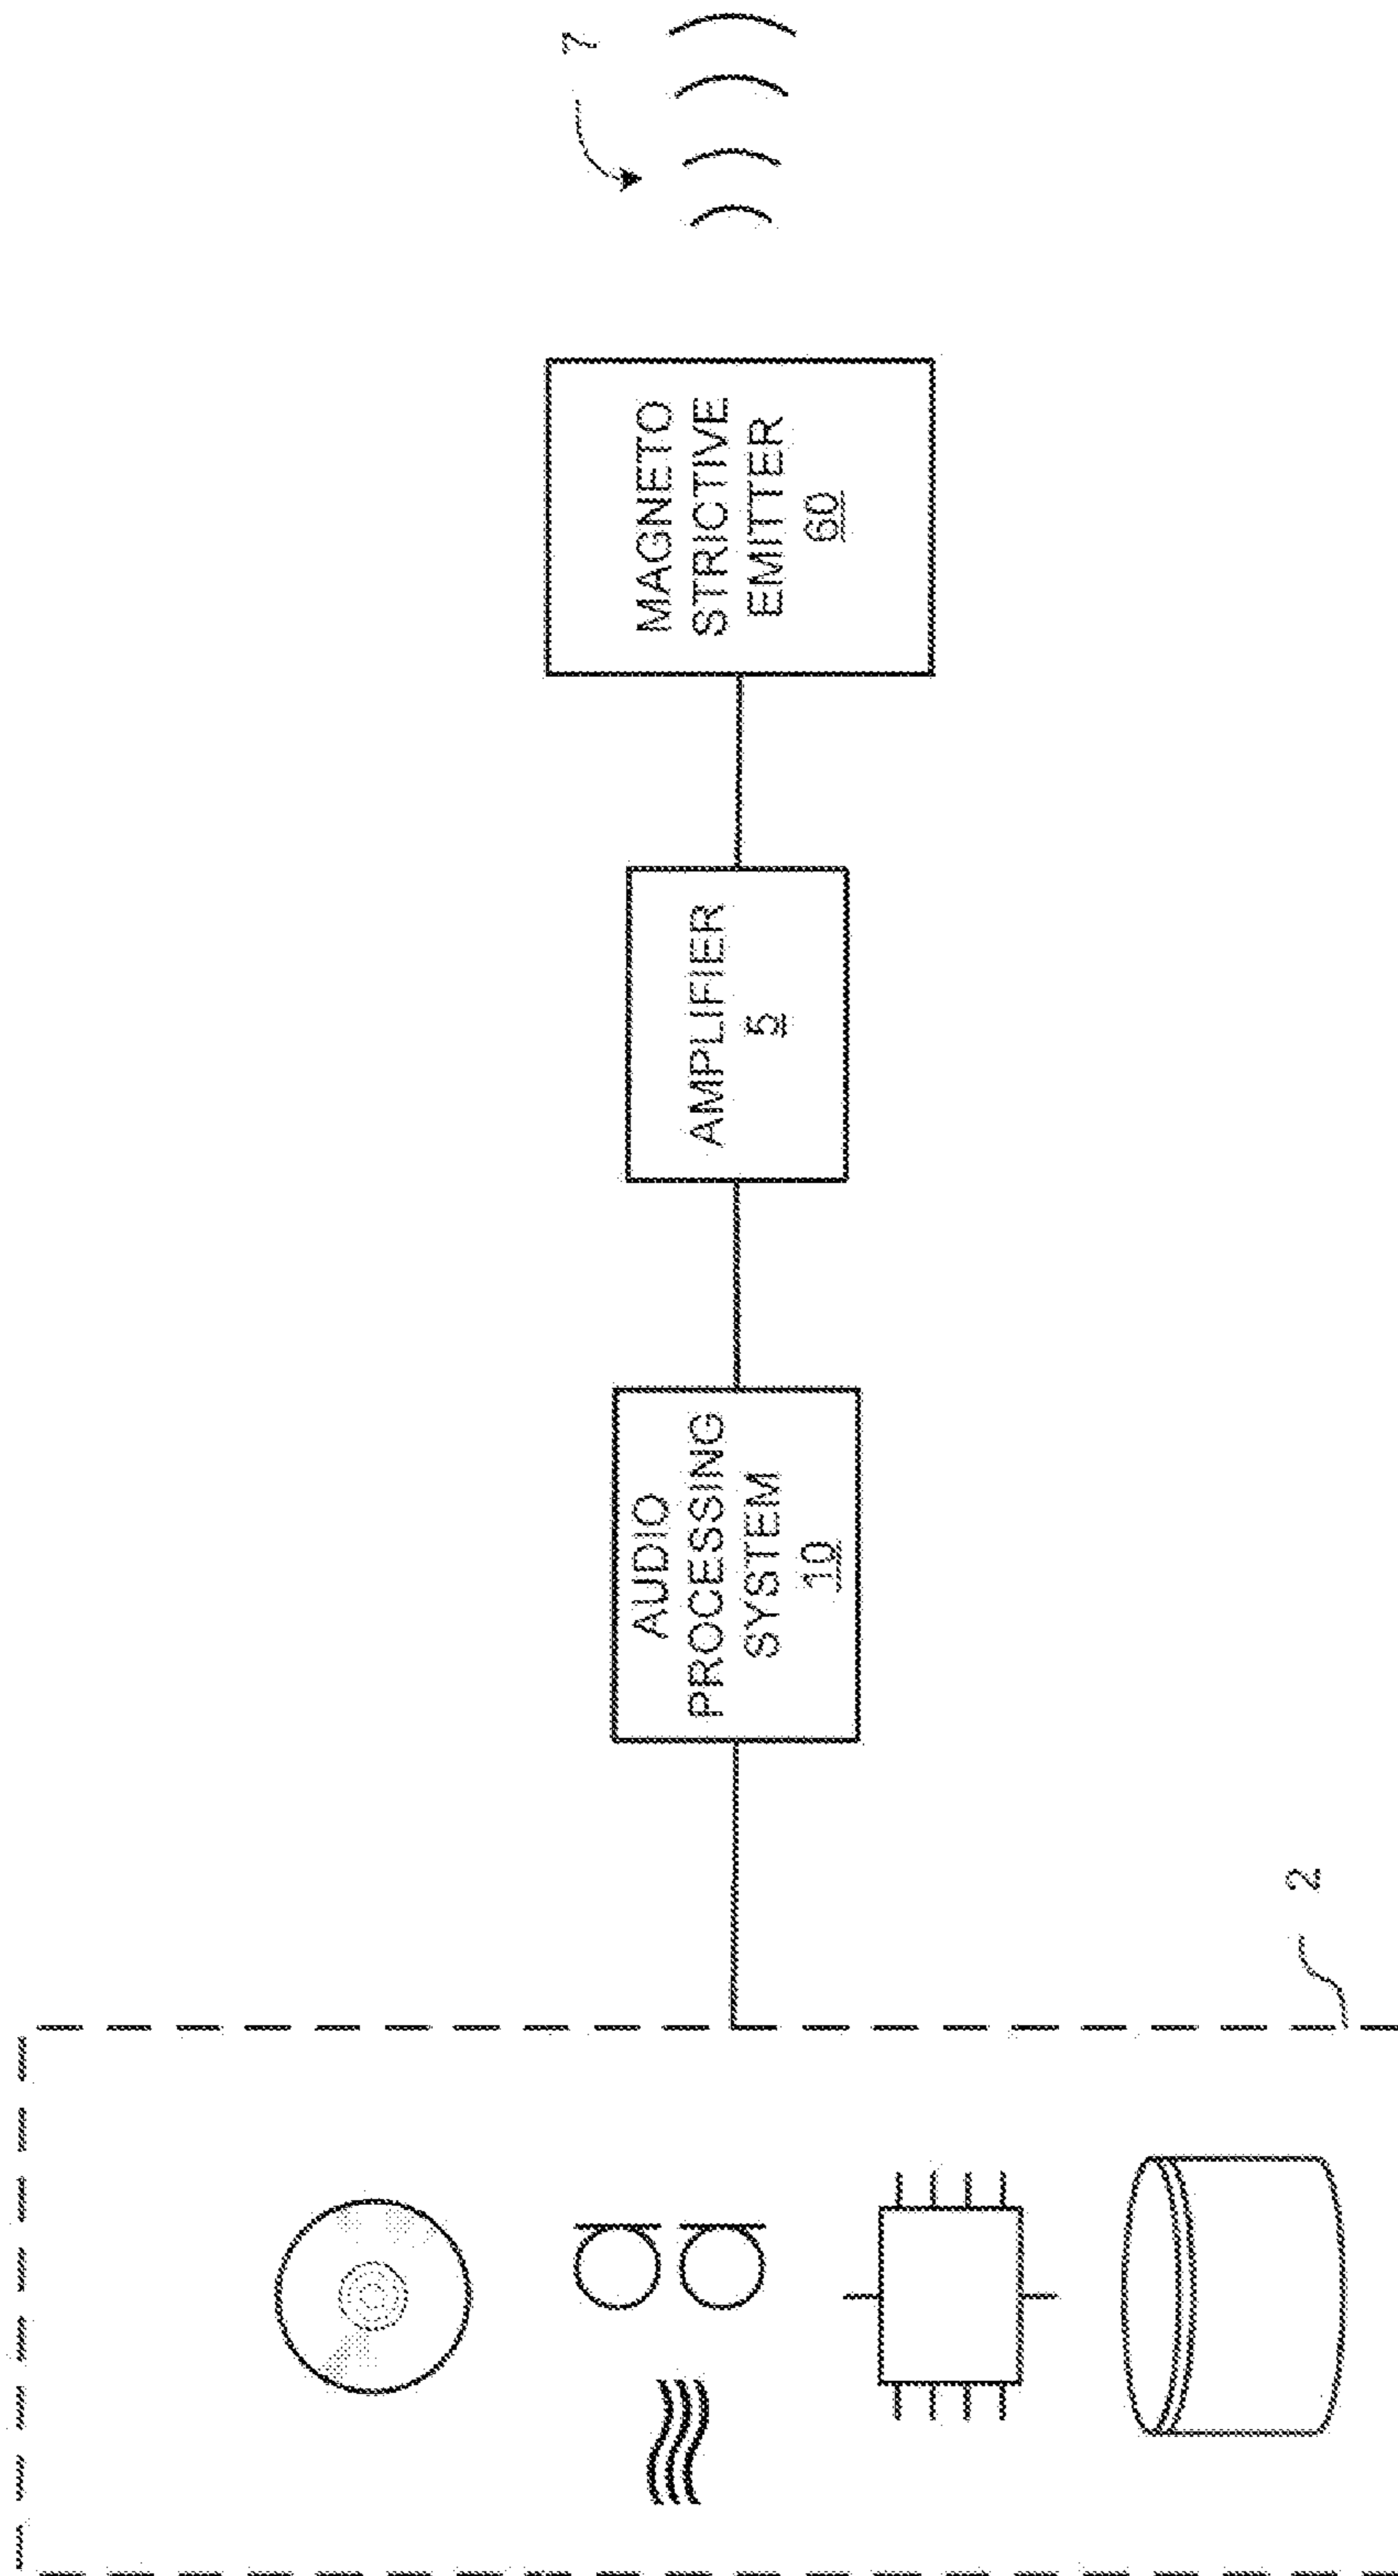 2
AUDIO
PROCESSING
SYSTEM
10
AMPLIFIER
5
MAGNETO
STRICTIVE
EMITTER
60
7